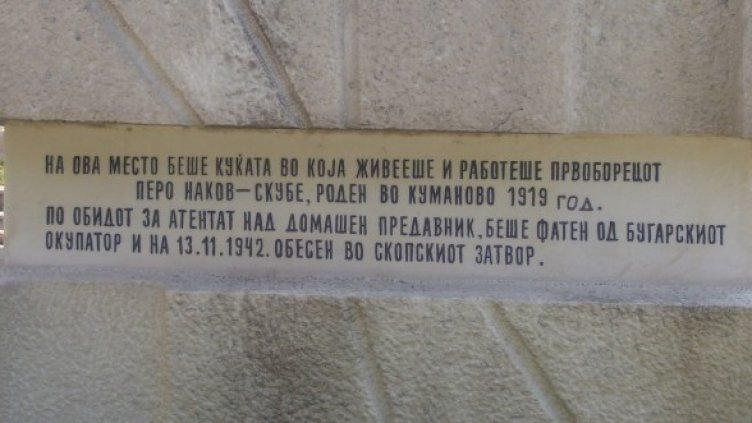 НА ОВА МЕСТО БЕШЕ КУЌАТА ВО КОЈА ЖИВЕЕШЕ И РАБОТЕШЕ ПРВОБОРЕЦОТ
ПЕРО НАКОВ–СКУБЕ, РОДЕН ВО КУМАНОВО 1919 ГОД.
ПО ОБИДОТ ЗА АТЕНТАТ НАД ДОМАШЕН ПРЕДАВНИК, БЕШЕ ФАТЕН ОД БУГАРСКИОТ
ОКУПАТОР И НА 13.11.1942. ОБЕСЕН ВО СКОПСКИОТ ЗАТВОР.